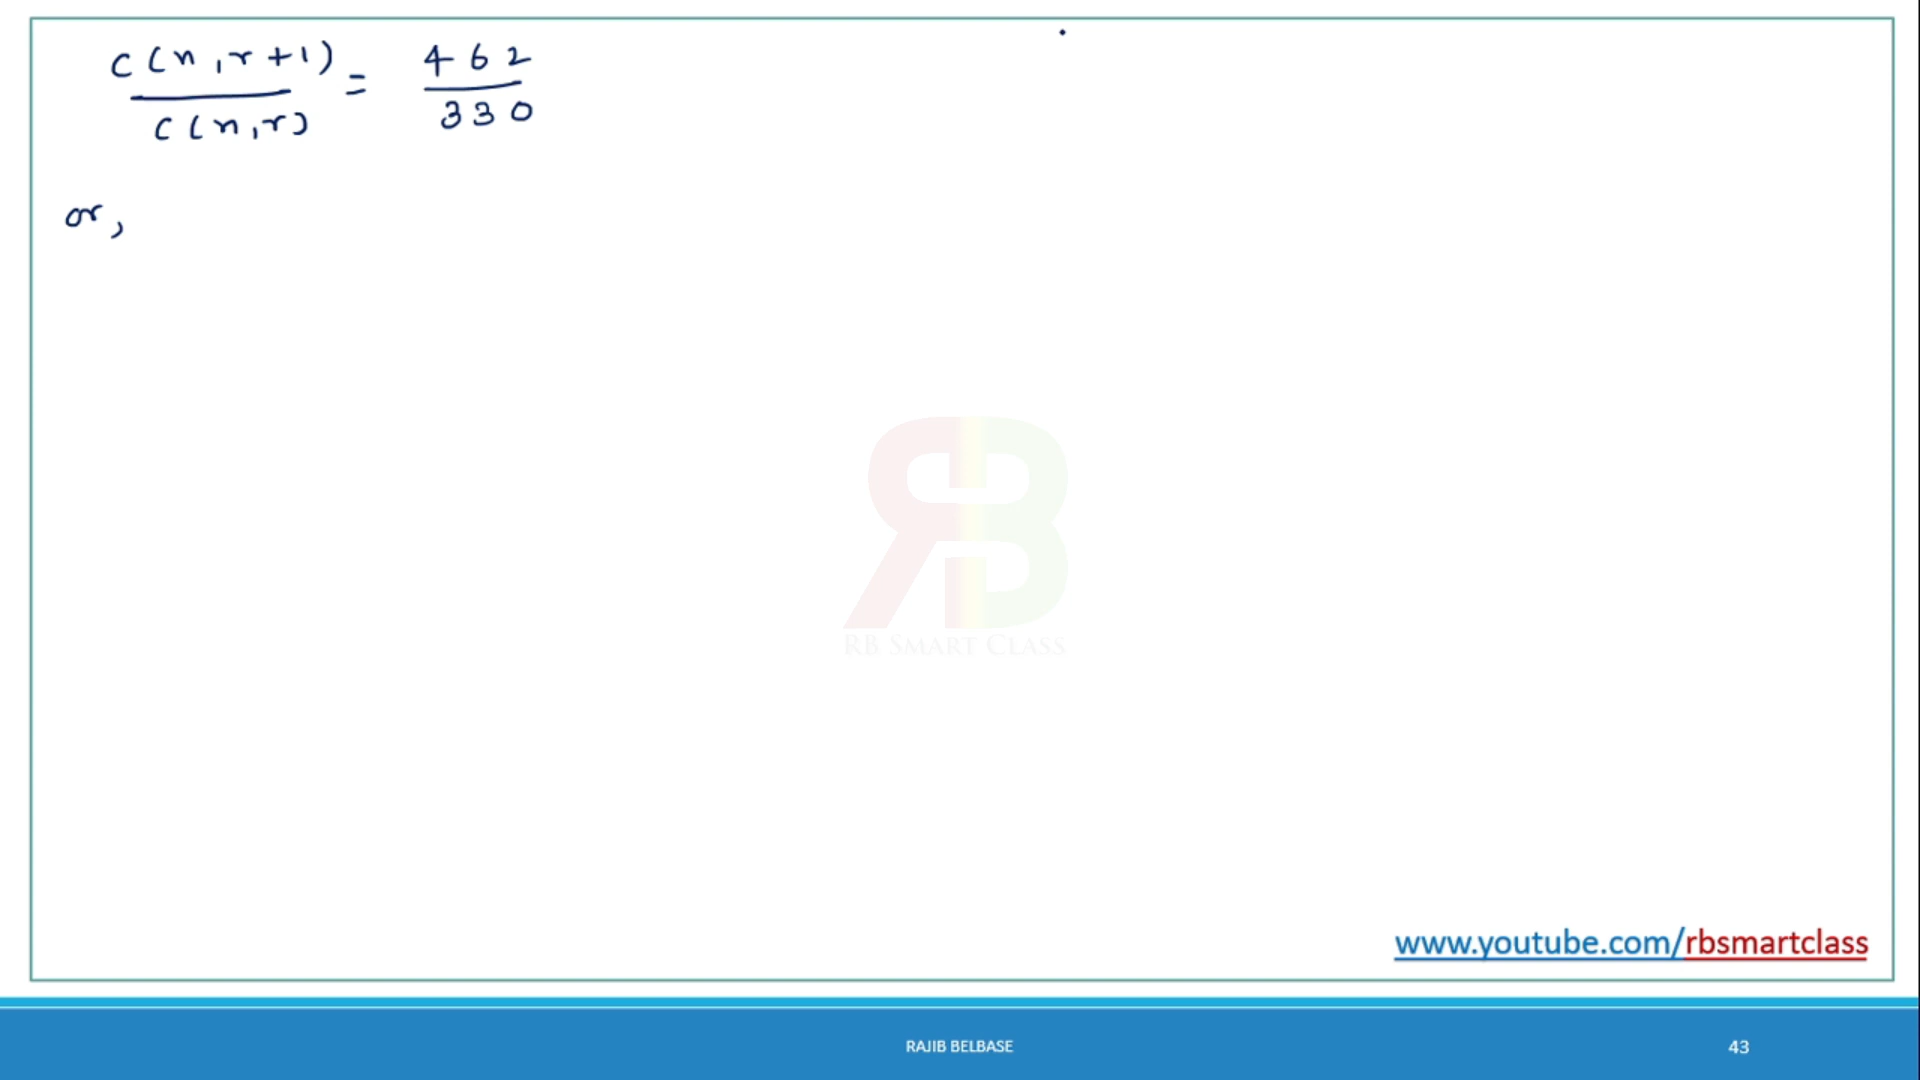 C(n,r+1) / C(n,r) = 462 / 330
or,
RB SMART CLASS
www.youtube.com/rbsmartclass
RAJIB BELBASE
43